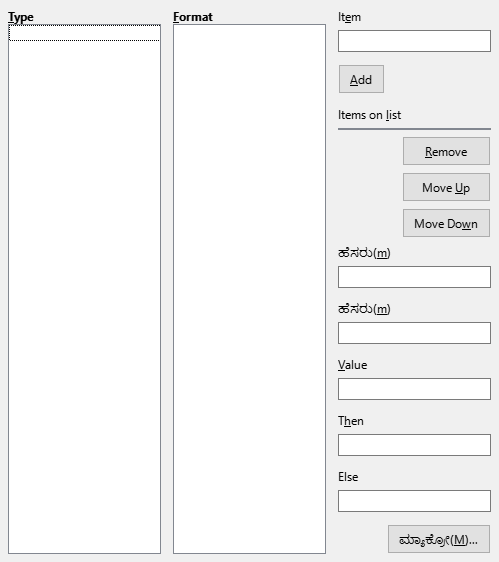 Type
Format
Item
Add
Items on list
Remove
Move Up
Move Down
ಹೆಸರು(m)
ಹೆಸರು(m)
Value
Then
Else
ಮ್ಯಾಕ್ರೋ(M)...